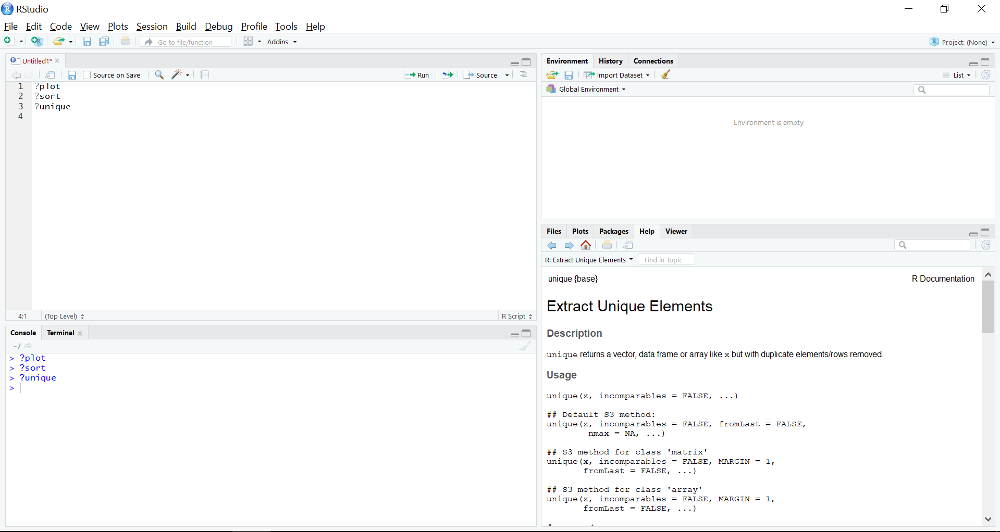 RStudio
File Edit Code View Plots Session Build Debug Profile Tools Help
Go to file/function Addins Project: (None)
Untitled1*
Source on Save Run Source
1 ?plot
2 ?sort
3 ?unique
4
4:1 (Top Level) R Script
Console Terminal
~/
> ?plot
> ?sort
> ?unique
>
Environment History Connections
Import Dataset List
Global Environment
Environment is empty
Files Plots Packages Help Viewer
R: Extract Unique Elements Find in Topic
unique {base} R Documentation
Extract Unique Elements
Description
unique returns a vector, data frame or array like x but with duplicate elements/rows removed.
Usage
unique(x, incomparables = FALSE, ...)
## Default S3 method:
unique(x, incomparables = FALSE, fromLast = FALSE,
nmax = NA, ...)
## S3 method for class 'matrix'
unique(x, incomparables = FALSE, MARGIN = 1,
fromLast = FALSE, ...)
## S3 method for class 'array'
unique(x, incomparables = FALSE, MARGIN = 1,
fromLast = FALSE, ...)